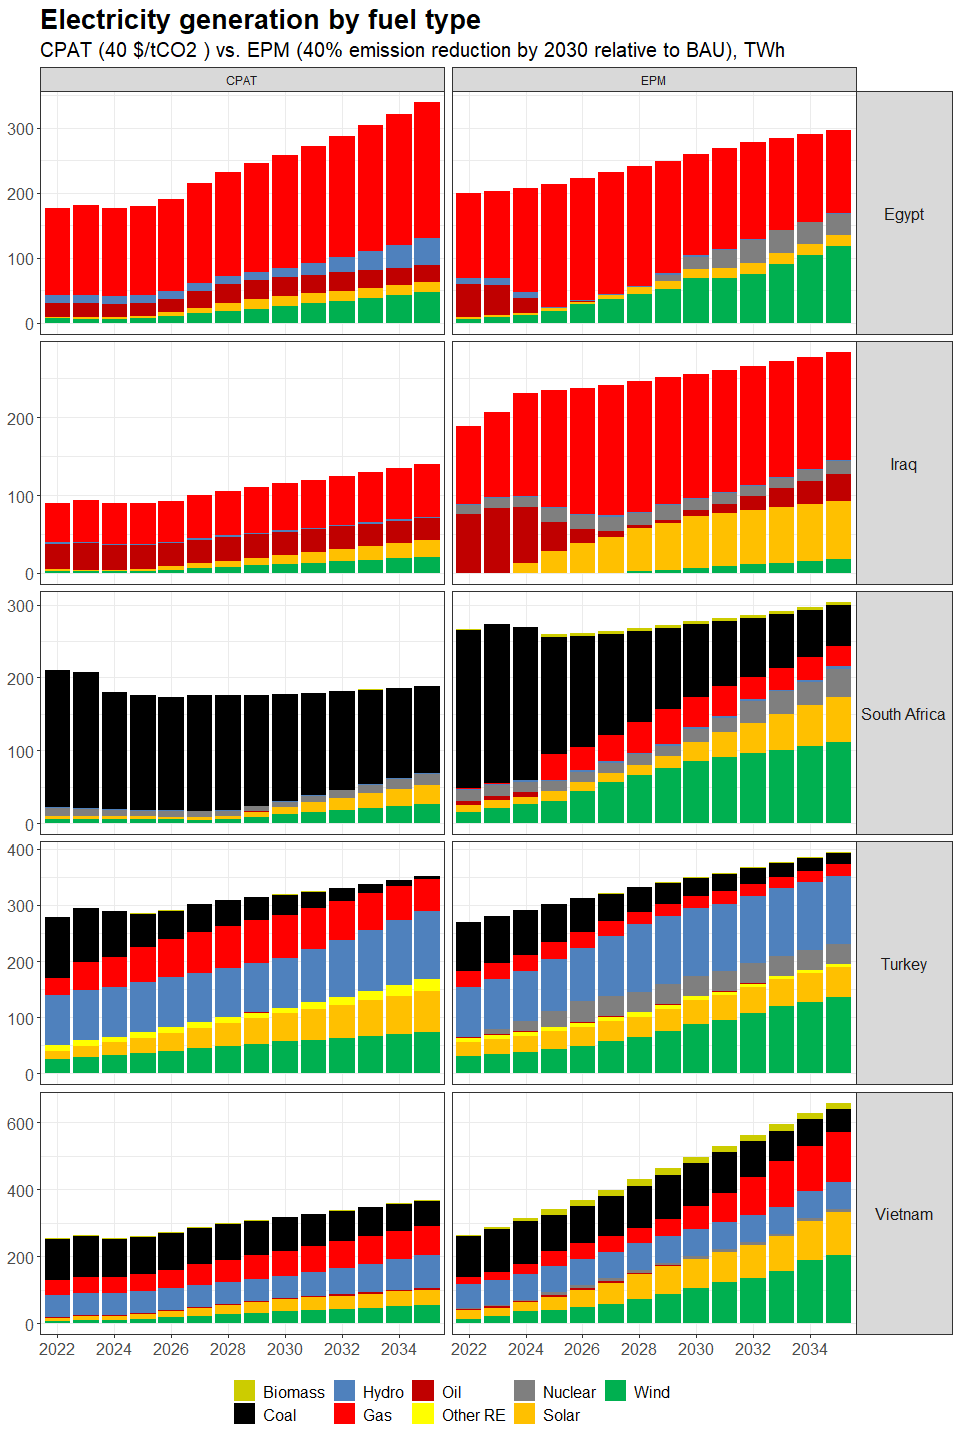 Electricity generation by fuel type
CPAT (40 $/tCO2 ) vs. EPM (40% emission reduction by 2030 relative to BAU), TWh
CPAT EPM
300
200
100
0
Egypt
200
100
0
Iraq
300
200
100
0
South Africa
400
300
200
100
0
Turkey
600
400
200
0
Vietnam
2022 2024 2026 2028 2030 2032 2034 2022 2024 2026 2028 2030 2032 2034
Biomass Hydro Oil Nuclear Wind
Coal Gas Other RE Solar